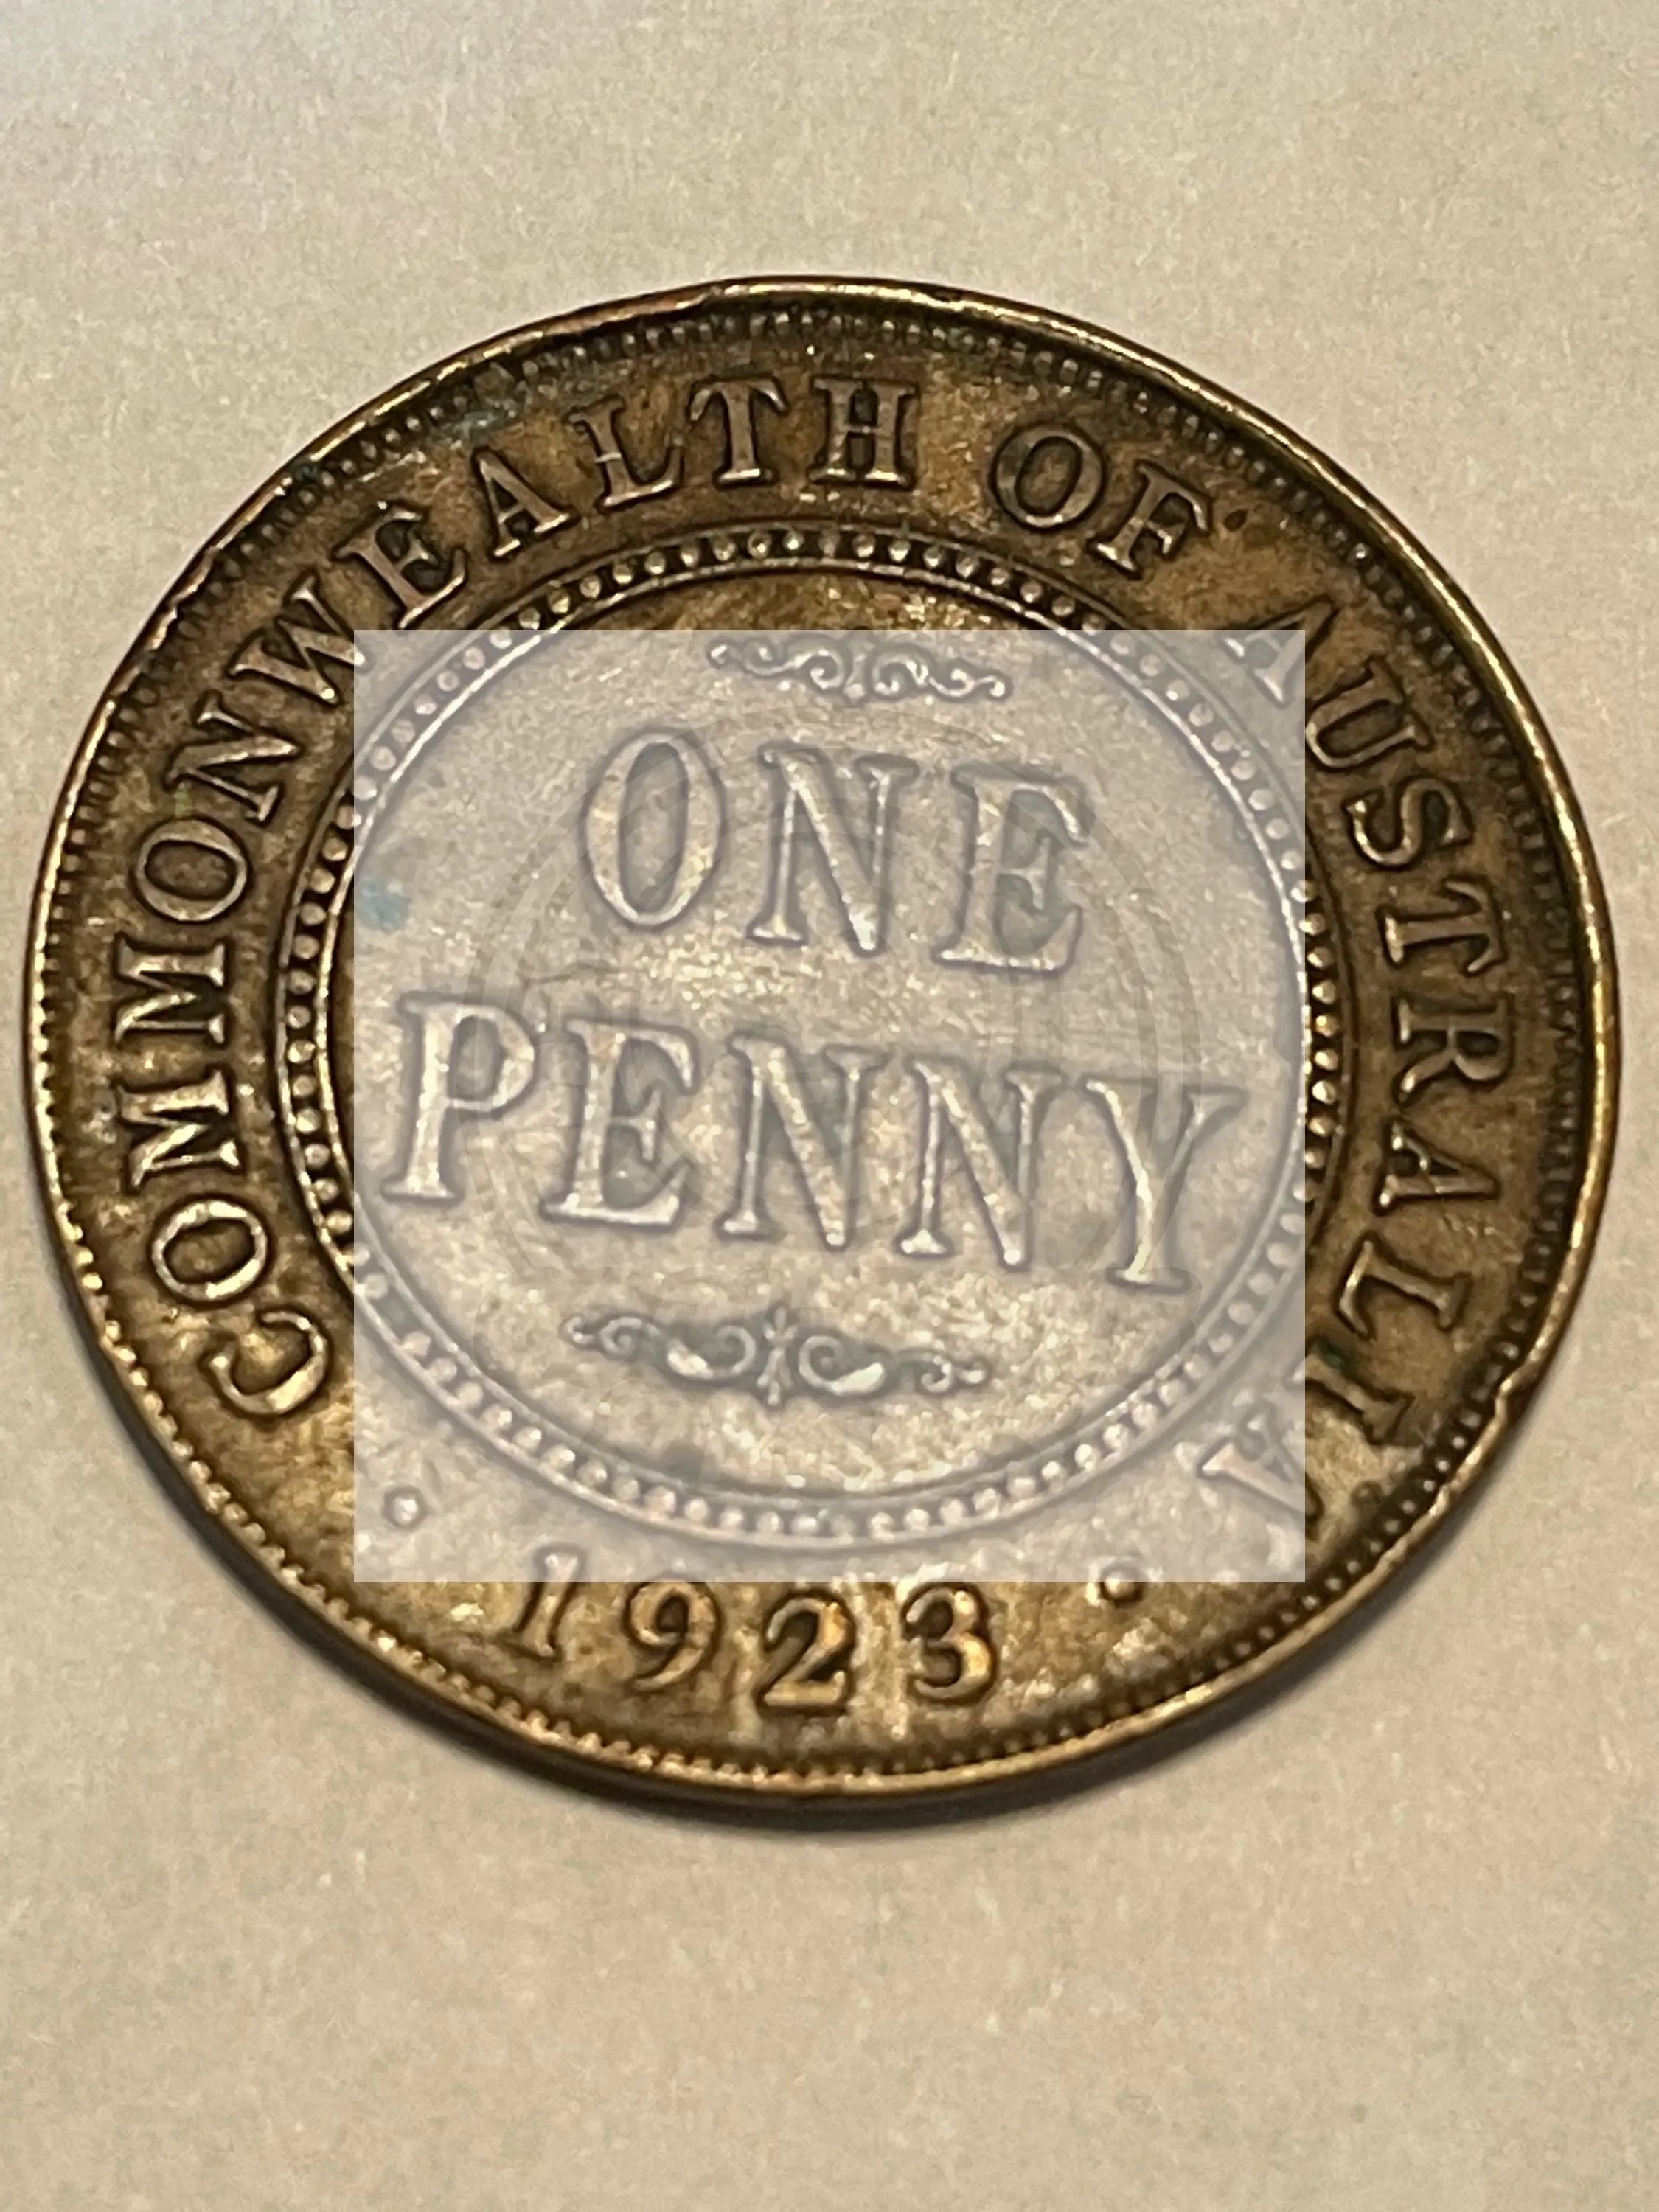 COMMONWEALTH OF AUSTRALIA
ONE
PENNY
· 1923 ·